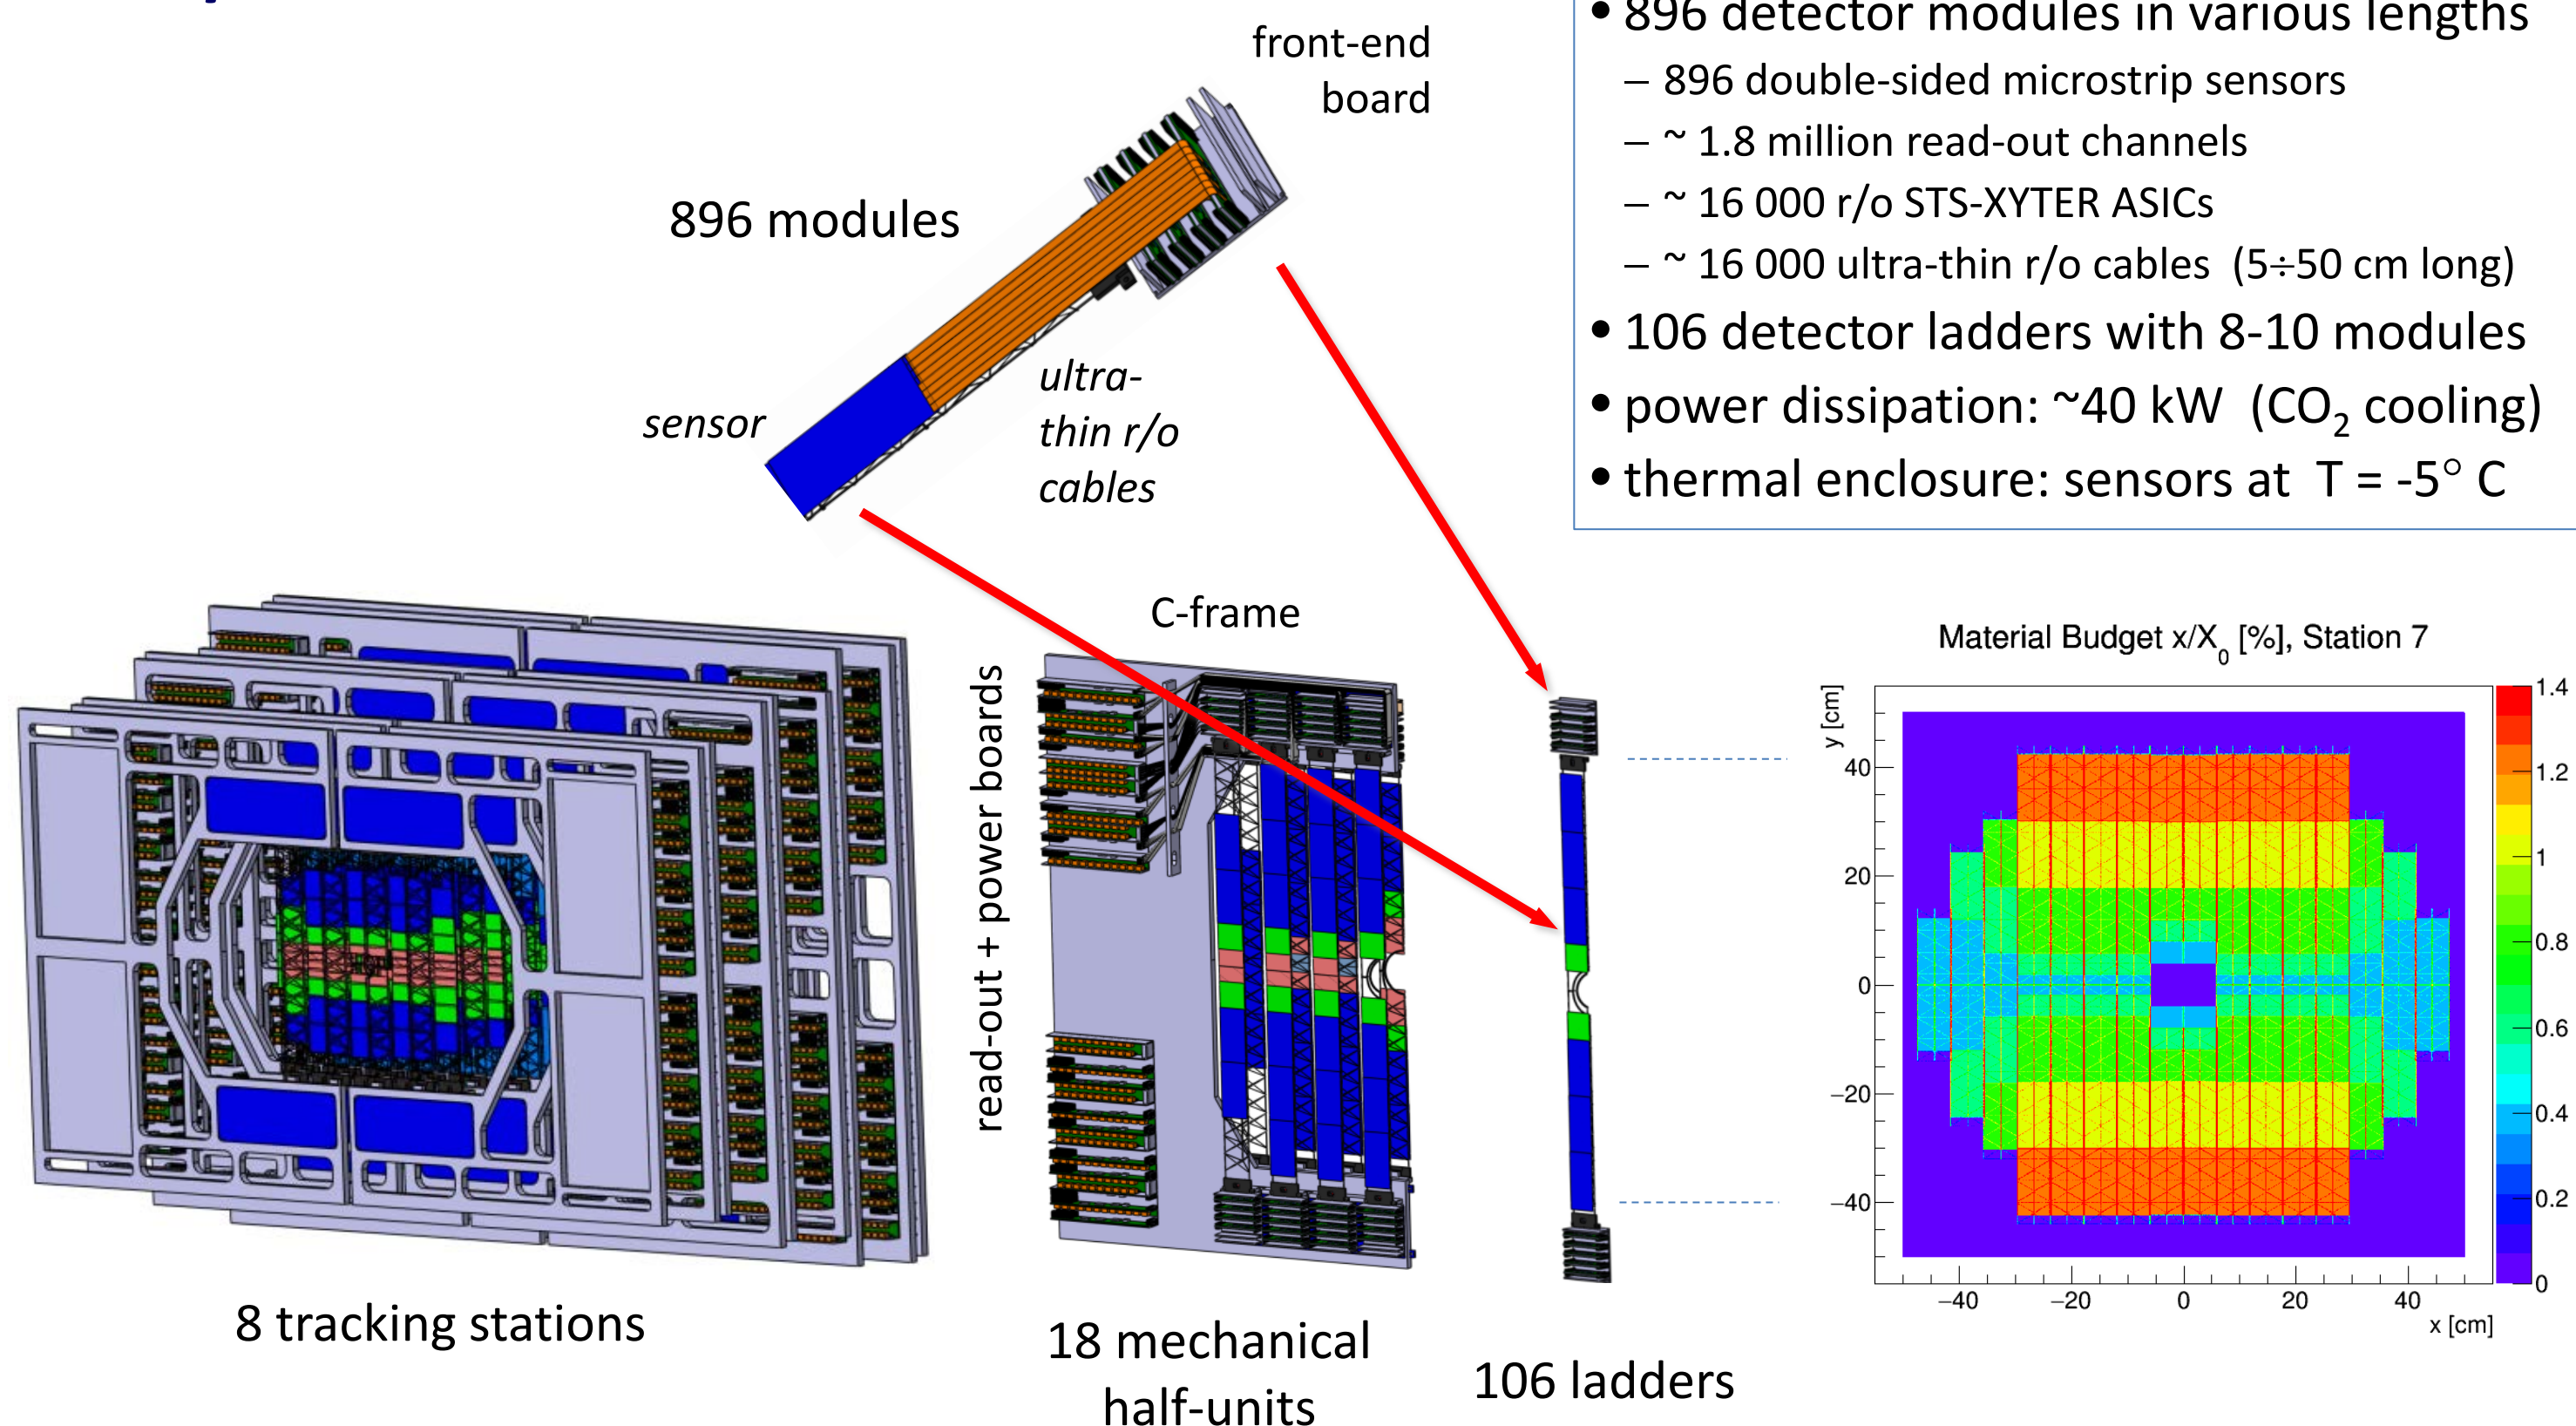 front-end
board
896 modules
sensor
ultra-
thin r/o
cables
• 896 detector modules in various lengths
– 896 double-sided microstrip sensors
– ~ 1.8 million read-out channels
– ~ 16 000 r/o STS-XYTER ASICs
– ~ 16 000 ultra-thin r/o cables (5÷50 cm long)
• 106 detector ladders with 8-10 modules
• power dissipation: ~40 kW (CO2 cooling)
• thermal enclosure: sensors at T = -5° C
C-frame
read-out + power boards
8 tracking stations
18 mechanical
half-units
106 ladders
Material Budget x/X0 [%], Station 7
y [cm]
40
20
0
−20
−40
−40 −20 0 20 40
x [cm]
1.4
1.2
1
0.8
0.6
0.4
0.2
0